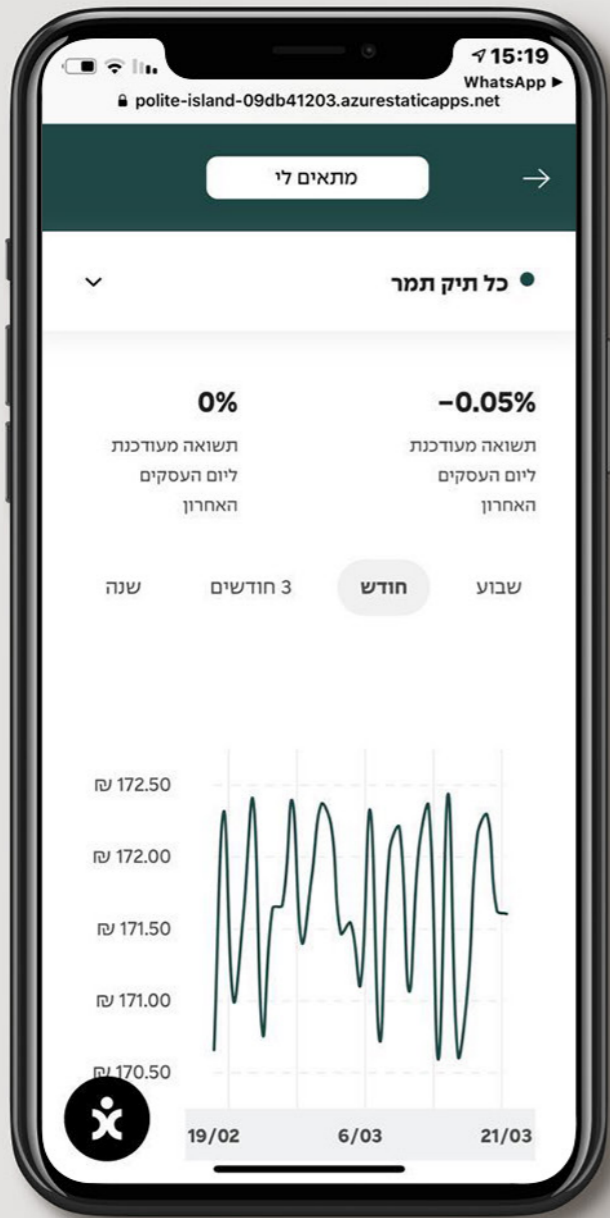 15:19
WhatsApp ▶
polite-island-09db41203.azurestaticapps.net
מתאים לי
כל תיק תמר
–0.05%
תשואה מעודכנת
ליום העסקים
האחרון
0%
תשואה מעודכנת
ליום העסקים
האחרון
שבוע חודש 3 חודשים שנה
₪ 172.50
₪ 172.00
₪ 171.50
₪ 171.00
₪ 170.50
19/02 6/03 21/03